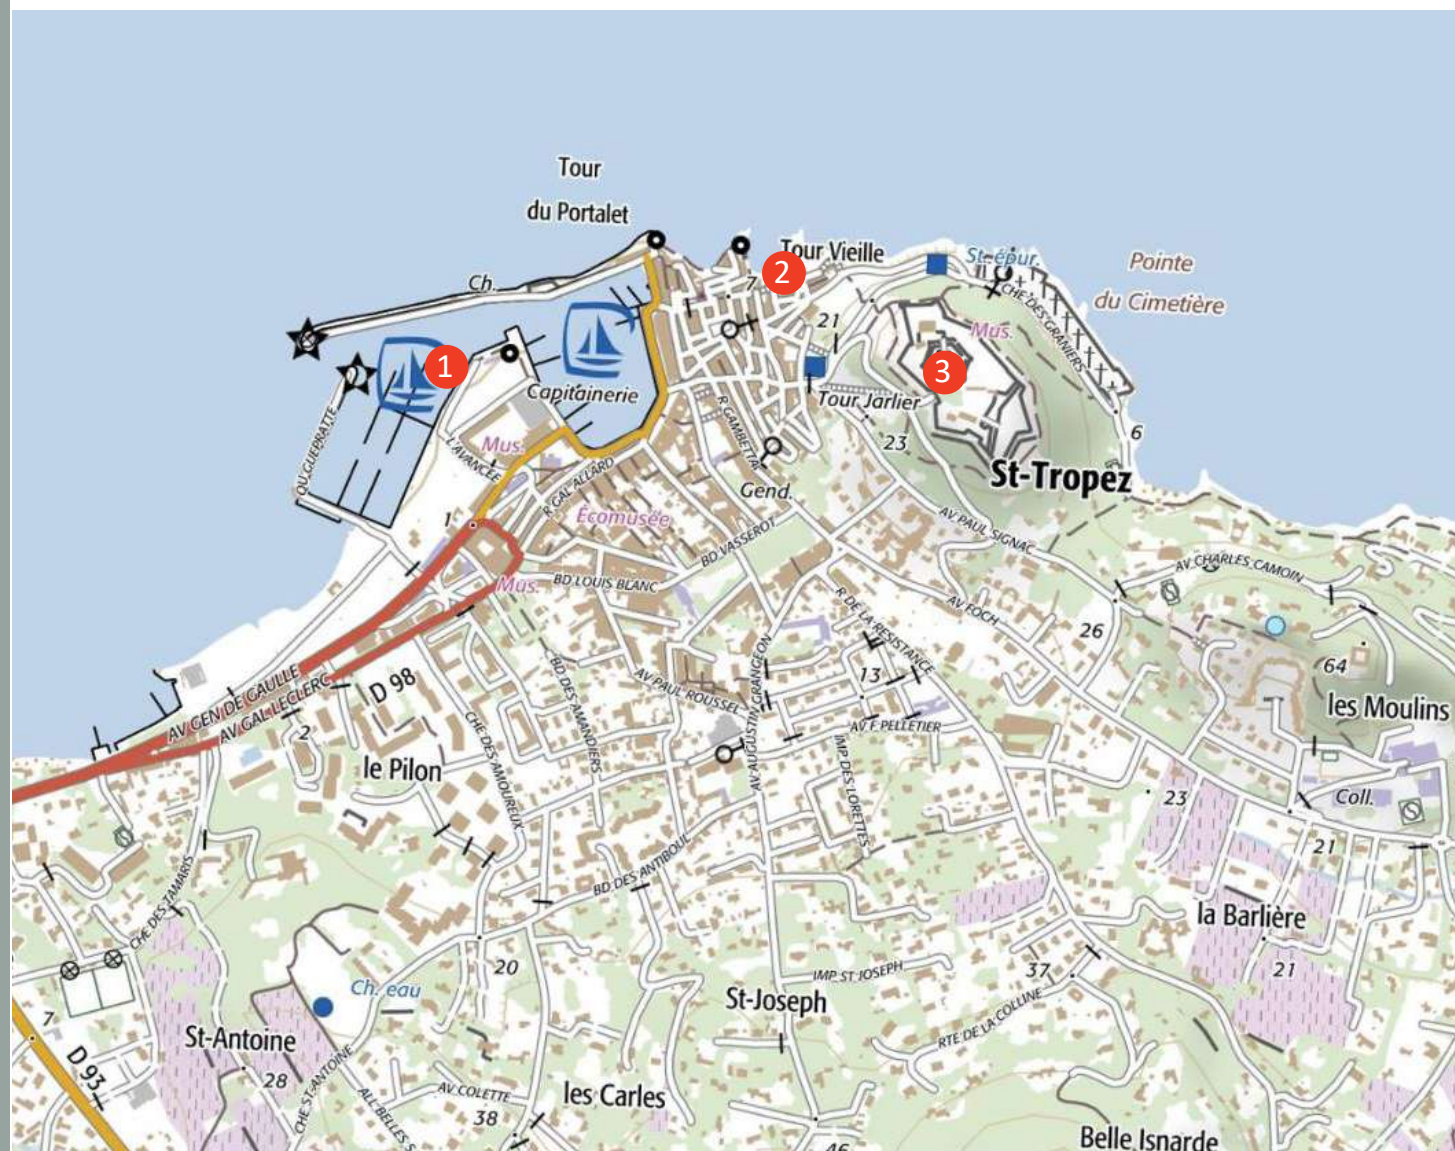 Tour
du Portalet
Tour Vieille
St. épur.
Pointe
du Cimetière
Ch.
2
7
CHE DES GRANIERS
21
Mus.
1
3
Capitainerie
Tour Jarlier
R GAMBETTA
QU GUEPRATTE
L'AVANCÉE
Mus.
23
6
St-Tropez
R GAL ALLARD
Gend.
Écomusée
1
BD VASSEROT
AV PAUL SIGNAC
AV CHARLES CAMOIN
BD LOUIS BLANC
Mus.
AV FOCH
R DE LA RESISTANCE
26
64
les Moulins
AV GEN DE GAULLE
AV GAL LECLERC
D 98
BD DES AMANDIERS
AV PAUL ROUSSEL
AV AUGUSTIN GRANGEON
13
AV F PELLETIER
2
CHE DES AMOUREUX
le Pilon
IMP DES LORETTES
23
Coll.
21
BD DES ANTIBOUL
CHE DES TAMARIS
la Barlière
20
IMP ST JOSEPH
37
21
Ch. eau
St-Joseph
RTE DE LA COLLINE
7
St-Antoine
D 93
28
CHE ST-ANTOINE
ALL BELLES S
AV COLETTE
les Carles
38
46
Belle Isnarde